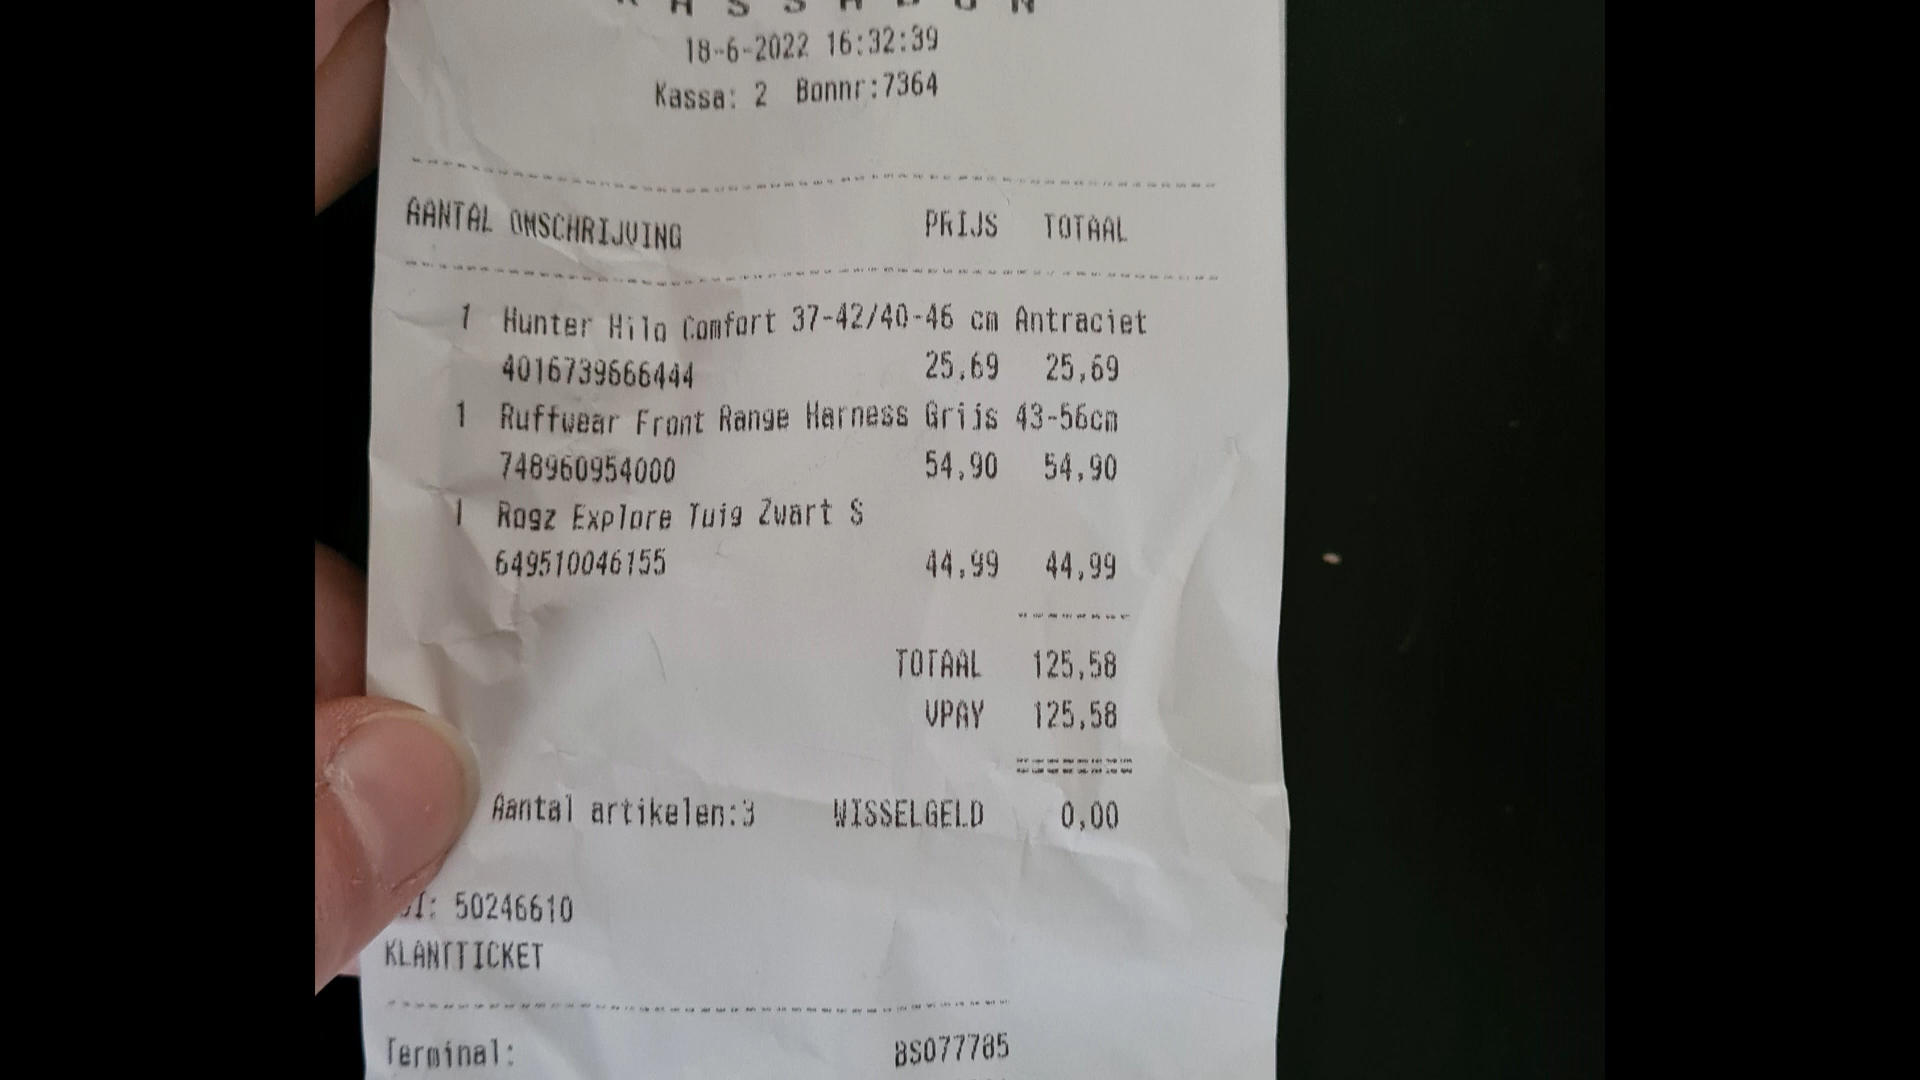 KASSABON
18-6-2022 16:32:39
Kassa: 2 Bonnr:7364
AANTAL OMSCHRIJVING PRIJS TOTAAL
1 Hunter Hilo Comfort 37-42/40-46 cm Antraciet
4016739666444 25,69 25,69
1 Ruffwear Front Range Harness Grijs 43-56cm
748960954000 54,90 54,90
1 Rogz Explore Tuig Zwart S
649510046155 44,99 44,99
TOTAAL 125,58
VPAY 125,58
Aantal artikelen:3 WISSELGELD 0,00
50246610
KLANTTICKET
Terminal: BS077785